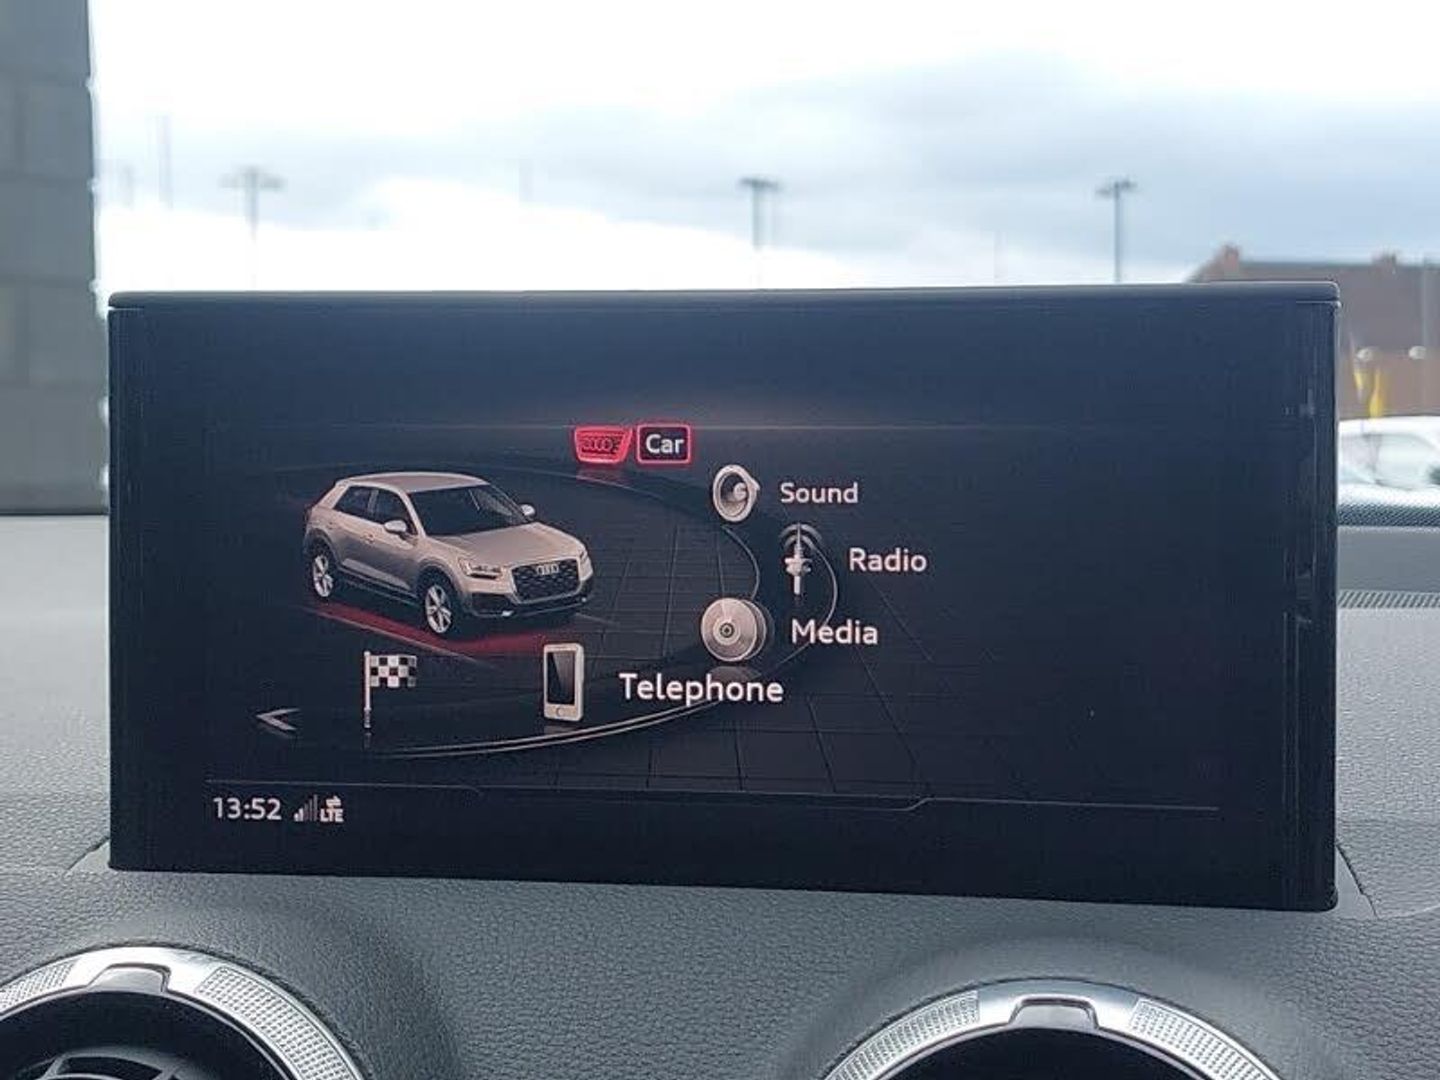 Car
Sound
Radio
Media
Telephone
13:52 LTE